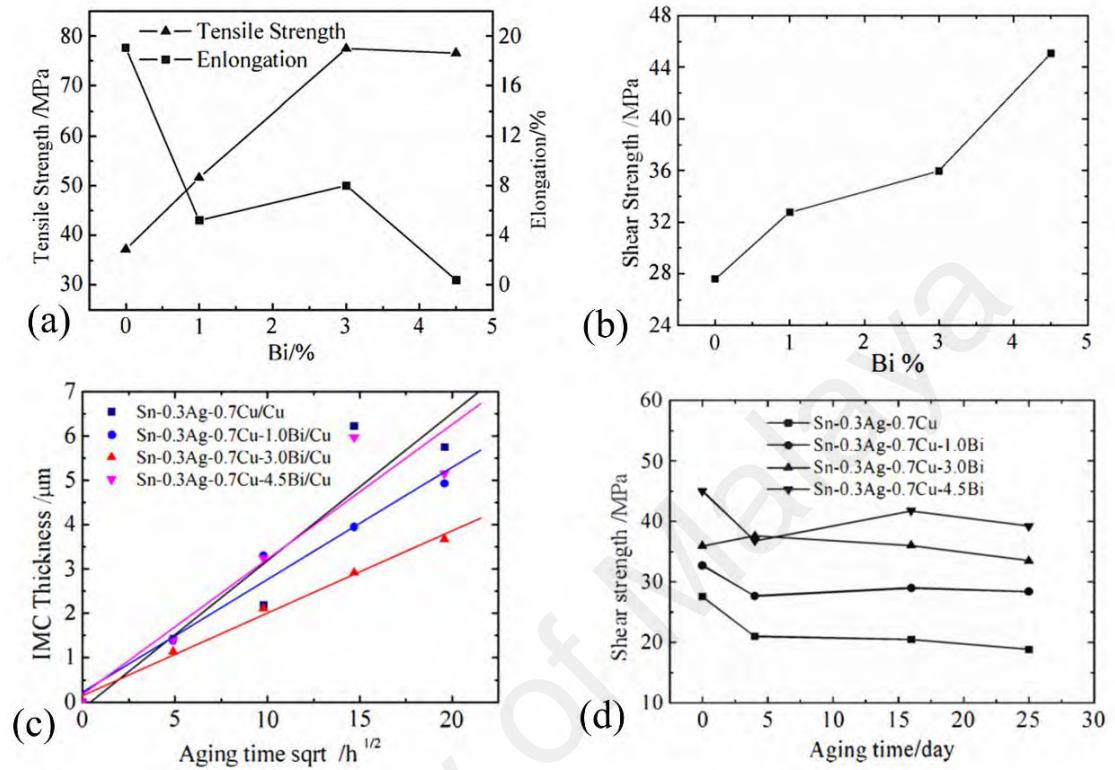 (a)
Tensile Strength /MPa
80
70
60
50
40
30
Tensile Strength
Enlongation
20
16
12
8
4
0
Elongation/%
0 1 3 4 5
Bi/%
(b)
Shear Strength /MPa
48
44
40
36
32
28
24
0 1 2 3 4 5
Bi %
(c)
IMC Thickness /μm
7
6
5
4
3
2
1
0
Sn-0.3Ag-0.7Cu/Cu
Sn-0.3Ag-0.7Cu-1.0Bi/Cu
Sn-0.3Ag-0.7Cu-3.0Bi/Cu
Sn-0.3Ag-0.7Cu-4.5Bi/Cu
0 5 10 15 20
Aging time sqrt /h 1/2
(d)
Shear strength /MPa
60
50
40
30
20
10
Sn-0.3Ag-0.7Cu
Sn-0.3Ag-0.7Cu-1.0Bi
Sn-0.3Ag-0.7Cu-3.0Bi
Sn-0.3Ag-0.7Cu-4.5Bi
0 5 10 15 20 25 30
Aging time/day
of Malaya